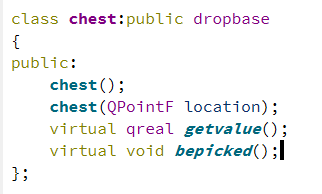 class chest:public dropbase
{
public:
    chest();
    chest(QPointF location);
    virtual qreal getvalue();
    virtual void bepicked();
};